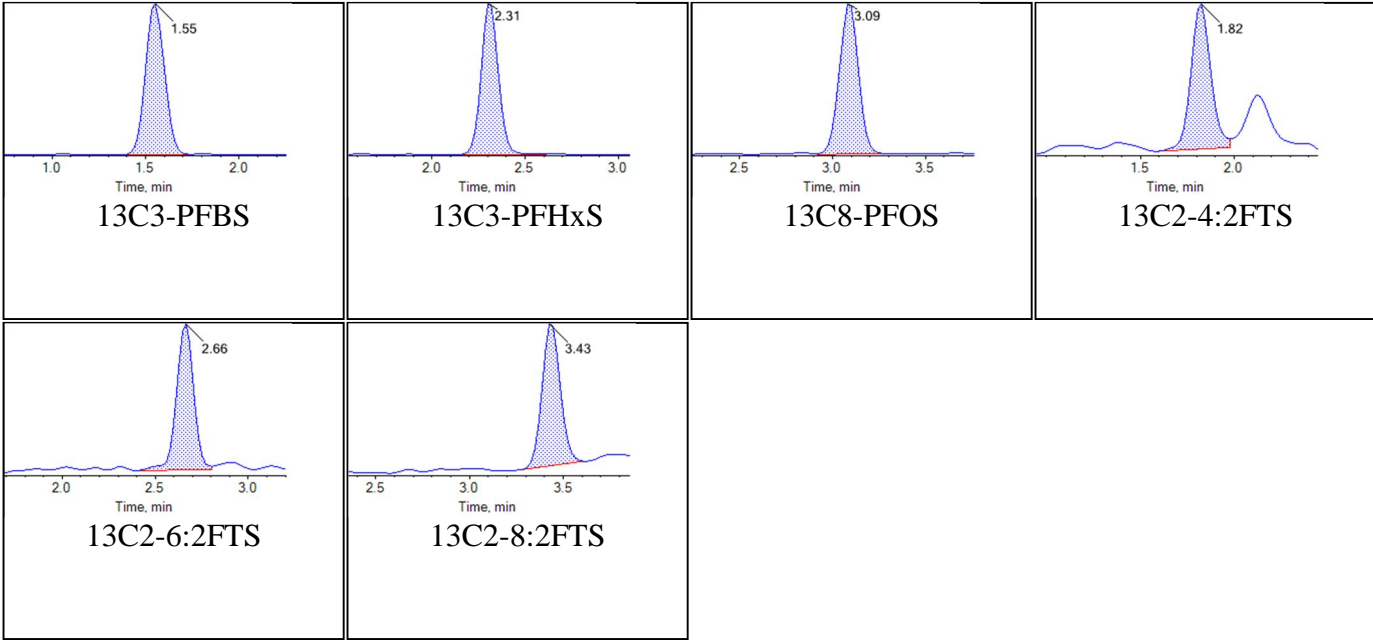 1.55
1.0 1.5 2.0
Time, min
13C3-PFBS
2.31
2.0 2.5 3.0
Time, min
13C3-PFHxS
3.09
2.5 3.0 3.5
Time, min
13C8-PFOS
1.82
1.5 2.0
Time, min
13C2-4:2FTS
2.66
2.0 2.5 3.0
Time, min
13C2-6:2FTS
3.43
2.5 3.0 3.5
Time, min
13C2-8:2FTS